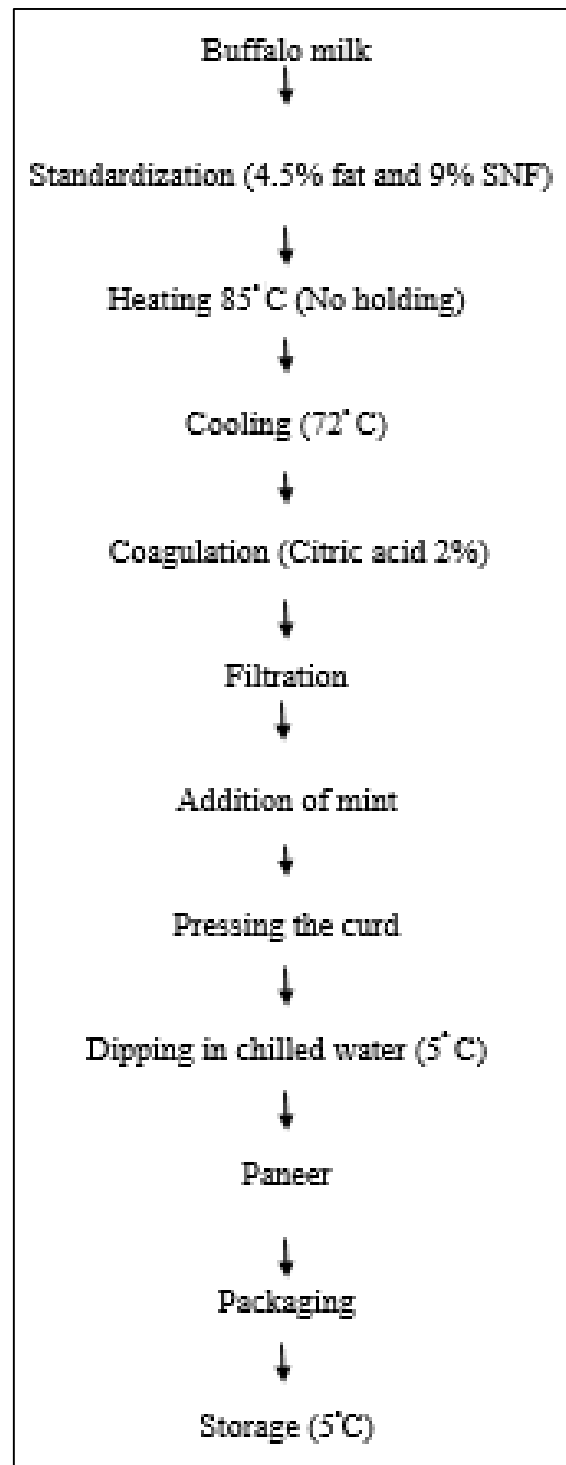 Buffalo milk
Standardization (4.5% fat and 9% SNF)
Heating 85°C (No holding)
Cooling (72°C)
Coagulation (Citric acid 2%)
Filtration
Addition of mint
Pressing the curd
Dipping in chilled water (5°C)
Paneer
Packaging
Storage (5°C)